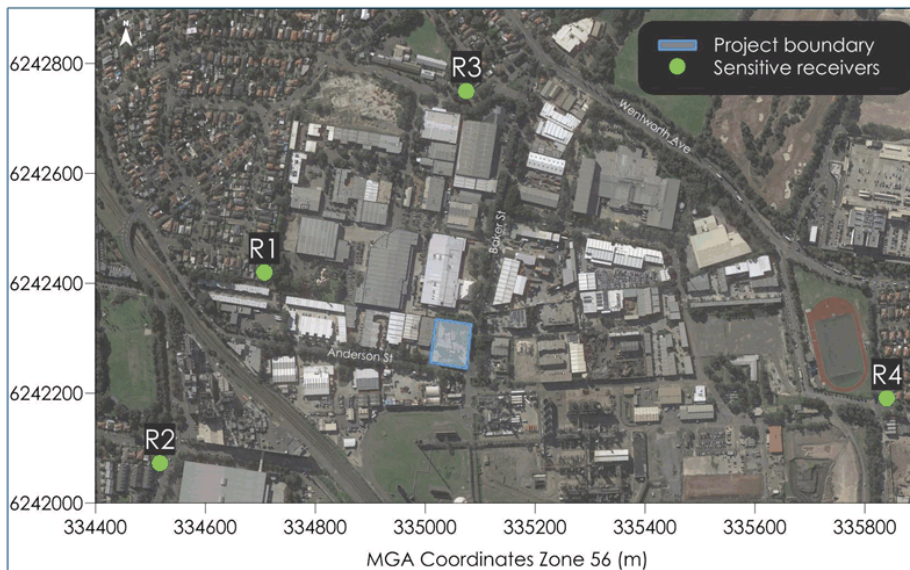 N
Project boundary
Sensitive receivers
6242800
6242600
6242400
6242200
6242000
R3
Wentworth Ave
Baker St
R1
Anderson St
R4
R2
334400 334600 334800 335000 335200 335400 335600 335800
MGA Coordinates Zone 56 (m)